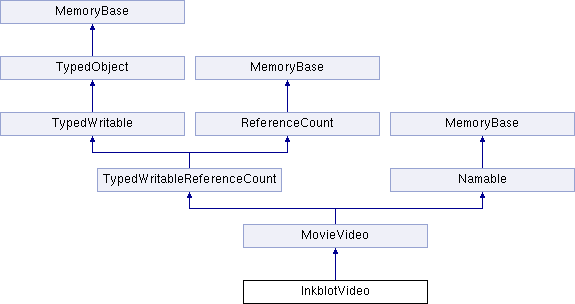 MemoryBase
TypedObject
MemoryBase
TypedWritable
ReferenceCount
MemoryBase
TypedWritableReferenceCount
Namable
MovieVideo
InkblotVideo